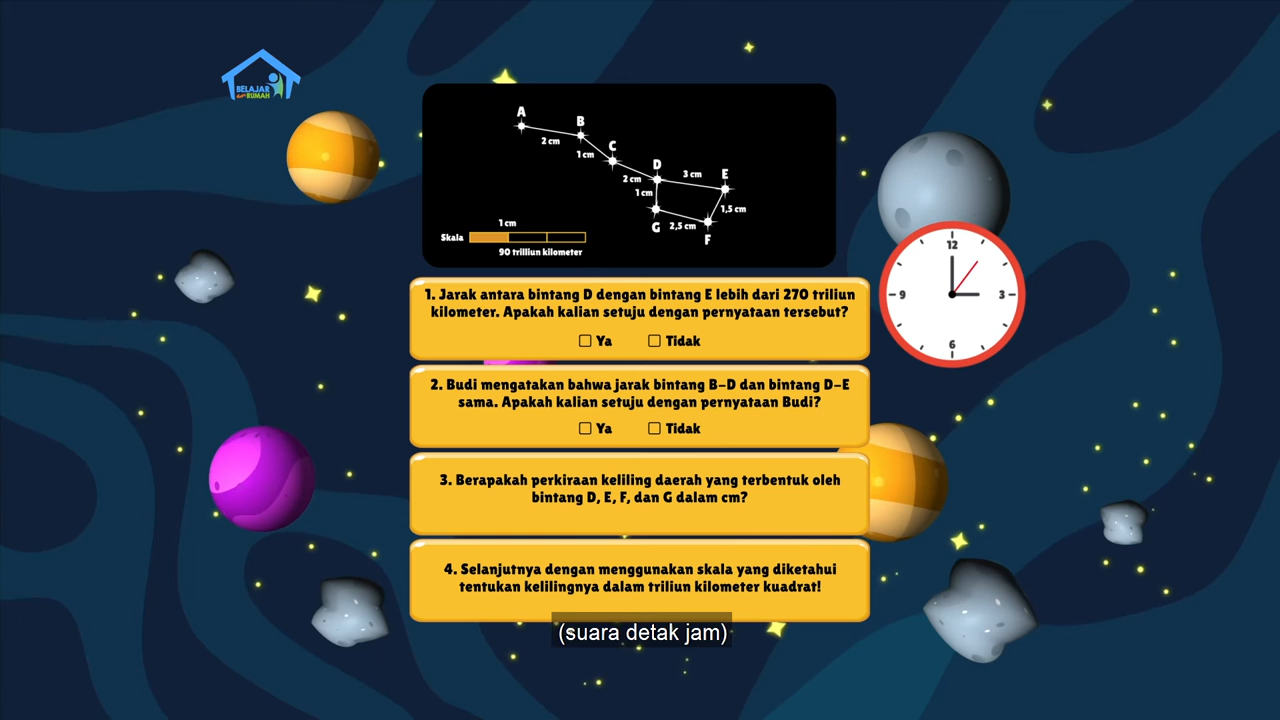 BELAJAR
dari RUMAH
A
B
2 cm
C
1 cm
D
2 cm
3 cm
E
1 cm
1,5 cm
G
2,5 cm
F
1 cm
Skala
90 trilliun kilometer
12
9
3
6
1. Jarak antara bintang D dengan bintang E lebih dari 270 triliun
kilometer. Apakah kalian setuju dengan pernyataan tersebut?
Ya Tidak
2. Budi mengatakan bahwa jarak bintang B-D dan bintang D-E
sama. Apakah kalian setuju dengan pernyataan Budi?
Ya Tidak
3. Berapakah perkiraan keliling daerah yang terbentuk oleh
bintang D, E, F, dan G dalam cm?
4. Selanjutnya dengan menggunakan skala yang diketahui
tentukan kelilingnya dalam triliun kilometer kuadrat!
(suara detak jam)